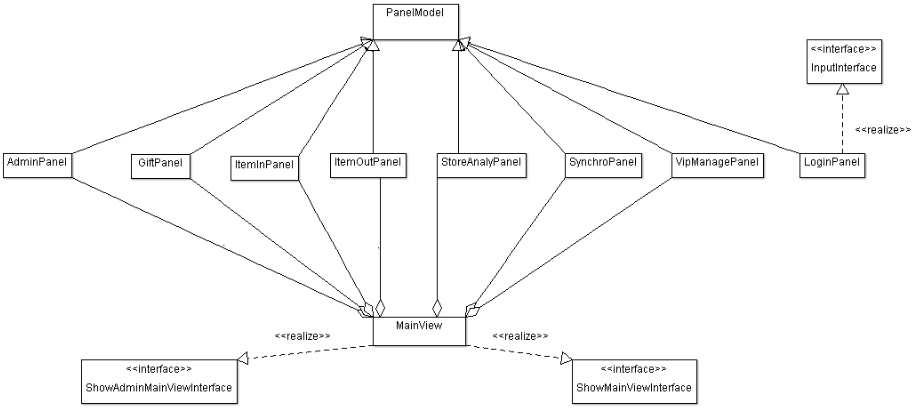 PanelModel
<<interface>>
InputInterface
<<realize>>
AdminPanel
GiftPanel
ItemInPanel
ItemOutPanel
StoreAnalyPanel
SynchroPanel
VipManagePanel
LoginPanel
MainView
<<realize>>
<<realize>>
<<interface>>
ShowAdminMainViewInterface
<<interface>>
ShowMainViewInterface